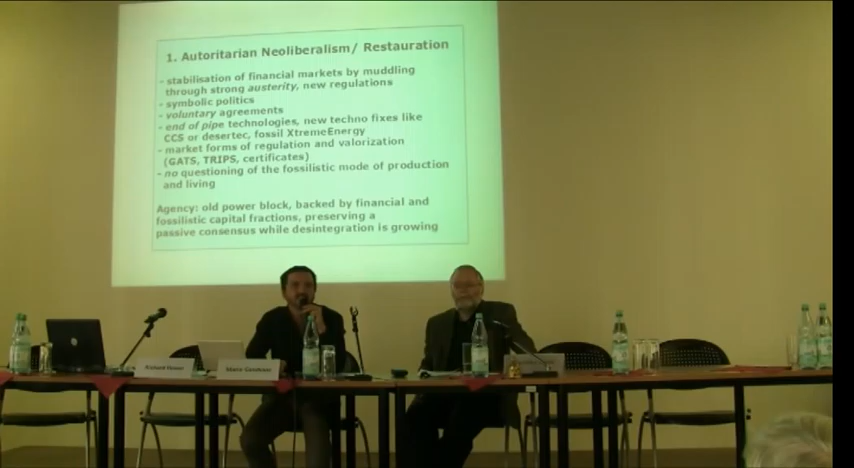 1. Autoritarian Neoliberalism/ Restauration
- stabilisation of financial markets by muddling
through strong austerity, new regulations
- symbolic politics
- voluntary agreements
- end of pipe technologies, new techno fixes like
CCS or desertec, fossil XtremeEnergy
- market forms of regulation and valorization
(GATS, TRIPS, certificates)
- no questioning of the fossilistic mode of production
and living
Agency: old power block, backed by financial and
fossilistic capital fractions, preserving a
passive consensus while desintegration is growing